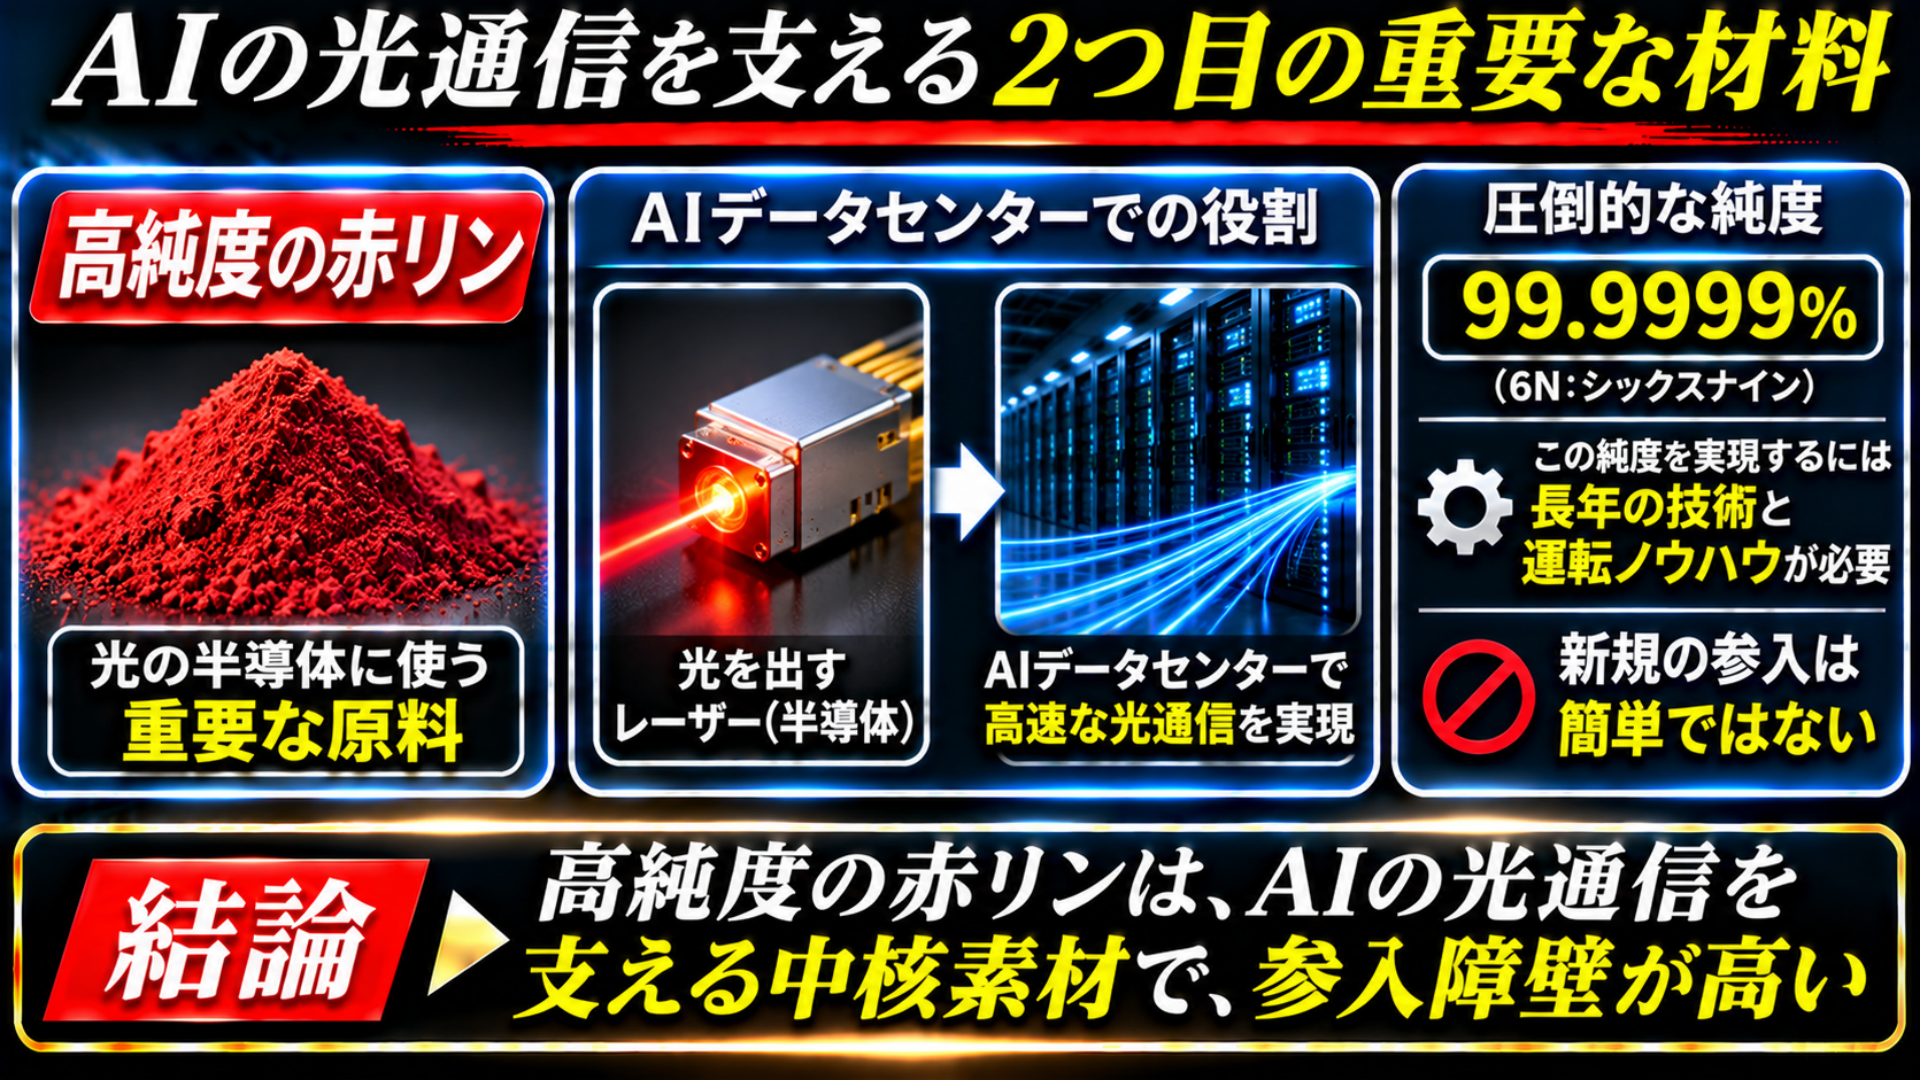 AIの光通信を支える2つ目の重要な材料
高純度の赤リン
光の半導体に使う
重要な原料
AIデータセンターでの役割
光を出す
レーザー(半導体)
AIデータセンターで
高速な光通信を実現
圧倒的な純度
99.9999%
(6N:シックスナイン)
この純度を実現するには
長年の技術と
運転ノウハウが必要
新規の参入は
簡単ではない
結論
高純度の赤リンは、AIの光通信を
支える中核素材で、参入障壁が高い